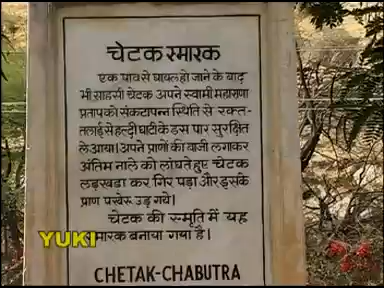 चेटक स्मारक
एक पाव से घायल हो जाने के बाद
भी साहसी चेटक अपने स्वामी महाराणा
प्रताप को संकटापन्न स्थिति से रक्त-
तलाई से हल्दी घाटी के इस पार सुरक्षित
ले आया। अपने प्राणों की बाजी लगाकर
अंतिम नाले को लांघते हुए चेटक
लड़खडा कर गिर पड़ा और इसके
प्राण पखेरू उड़ गये।
चेटक की स्मृति में यह
स्मारक बनाया गया है।
CHETAK-CHABUTRA
YUKI